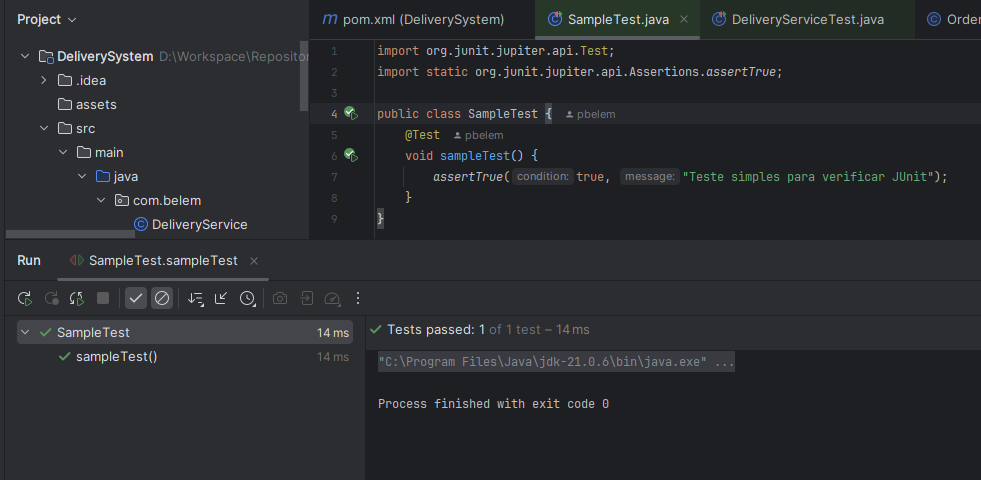 Project
pom.xml (DeliverySystem)
SampleTest.java
DeliveryServiceTest.java
Order
DeliverySystem D:\Workspace\Repositor
.idea
assets
src
main
java
com.belem
DeliveryService
1 import org.junit.jupiter.api.Test;
2 import static org.junit.jupiter.api.Assertions.assertTrue;
3
4 public class SampleTest { pbelem
5 @Test pbelem
6 void sampleTest() {
7 assertTrue( condition: true, message: "Teste simples para verificar JUnit");
8 }
9 }
Run SampleTest.sampleTest
SampleTest 14 ms
sampleTest() 14 ms
Tests passed: 1 of 1 test – 14 ms
"C:\Program Files\Java\jdk-21.0.6\bin\java.exe" ...
Process finished with exit code 0